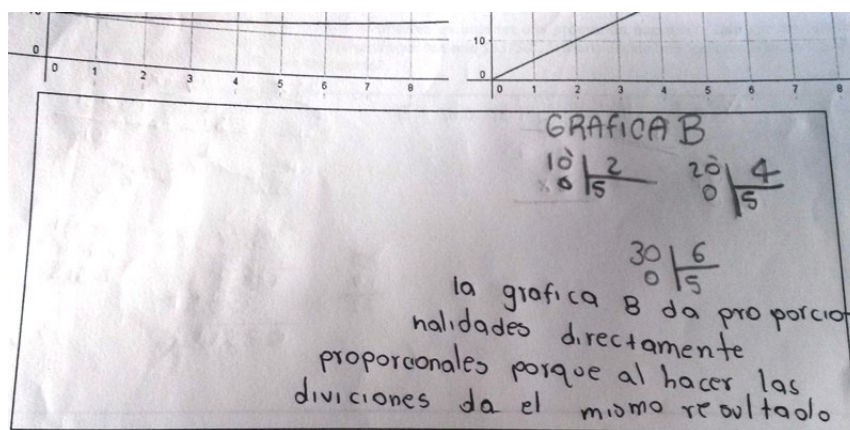 0
0 1 2 3 4 5 6 7 8
10
0
0 1 2 3 4 5 6 7 8
GRAFICA B
10 2 20 4
0 5 0 5
30 6
0 5
la grafica B da proporcio
nalidades directamente
proporcionales porque al hacer las
diviciones da el mismo resultado